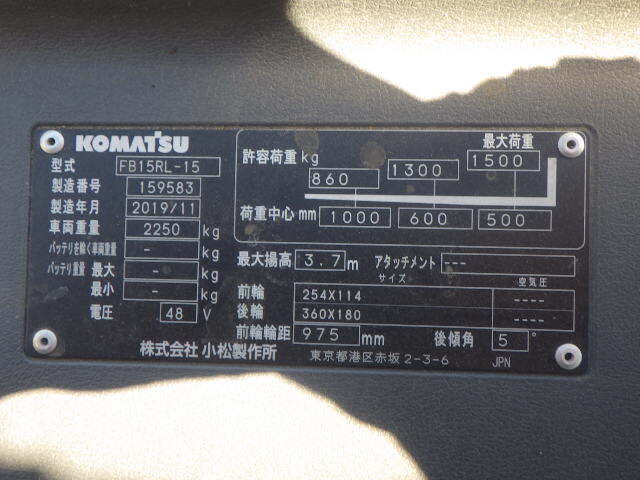 KOMATSU
型式 FB15RL-15
製造番号 159583
製造年月 2019/11
車両重量 2250 kg
バッテリを除く車両重量 - kg
バッテリ重量 最大 - kg
最小 - kg
電圧 48 V
最大荷重
許容荷重 kg 860 1300 1500
荷重中心 mm 1000 600 500
最大揚高 3.7 m アタッチメント ---
サイズ 空気圧
前輪 254X114 ----
後輪 360X180 ----
前輪輪距 975 mm 後傾角 5 °
株式会社 小松製作所 東京都港区赤坂 2-3-6 JPN